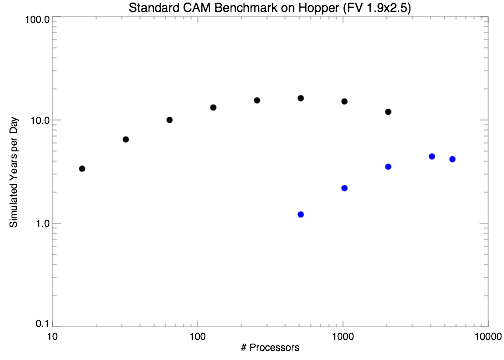 Standard CAM Benchmark on Hopper (FV 1.9x2.5)
100.0
10.0
1.0
0.1
Simulated Years per Day
10
100
1000
10000
# Processors